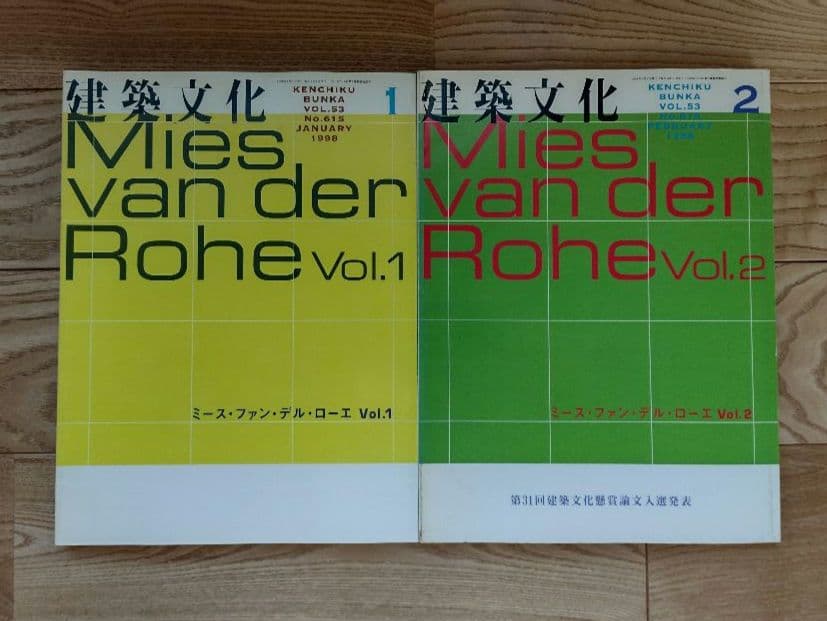 建築文化
KENCHIKU
BUNKA
VOL.53
No.615
JANUARY
1998
1
Mies
van der
Rohe Vol.1
ミース・ファン・デル・ローエ Vol.1
建築文化
KENCHIKU
BUNKA
VOL.53
FEBRUARY
1998
2
Mies
van der
Rohe Vol.2
ミース・ファン・デル・ローエ Vol.2
第31回建築文化懸賞論文入選発表